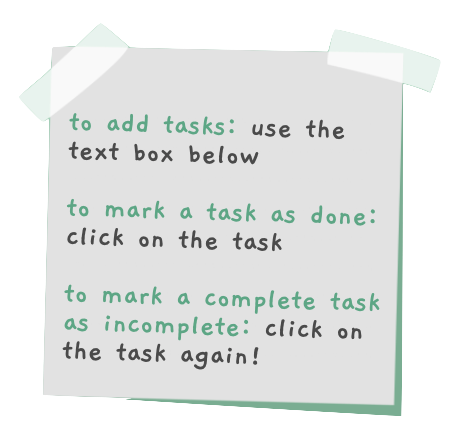 to add tasks: use the
text box below
to mark a task as done:
click on the task
to mark a complete task
as incomplete: click on
the task again!